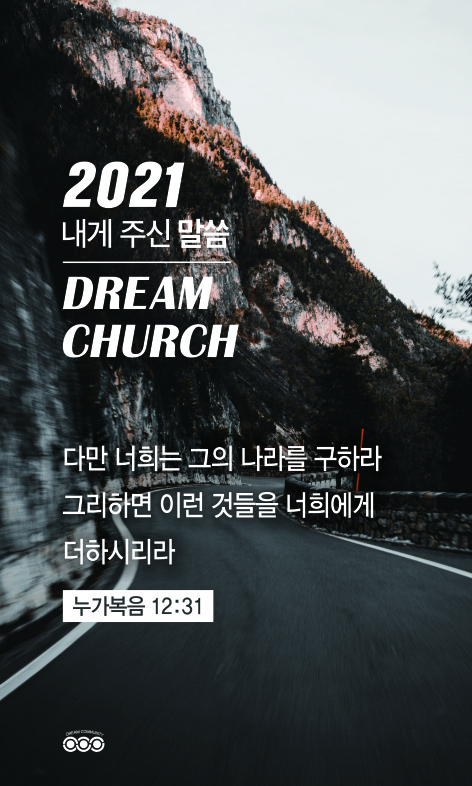 2021
내게 주신 말씀
DREAM
CHURCH
다만 너희는 그의 나라를 구하라
그리하면 이런 것들을 너희에게
더하시리라
누가복음 12:31
DREAM COMMUNITY